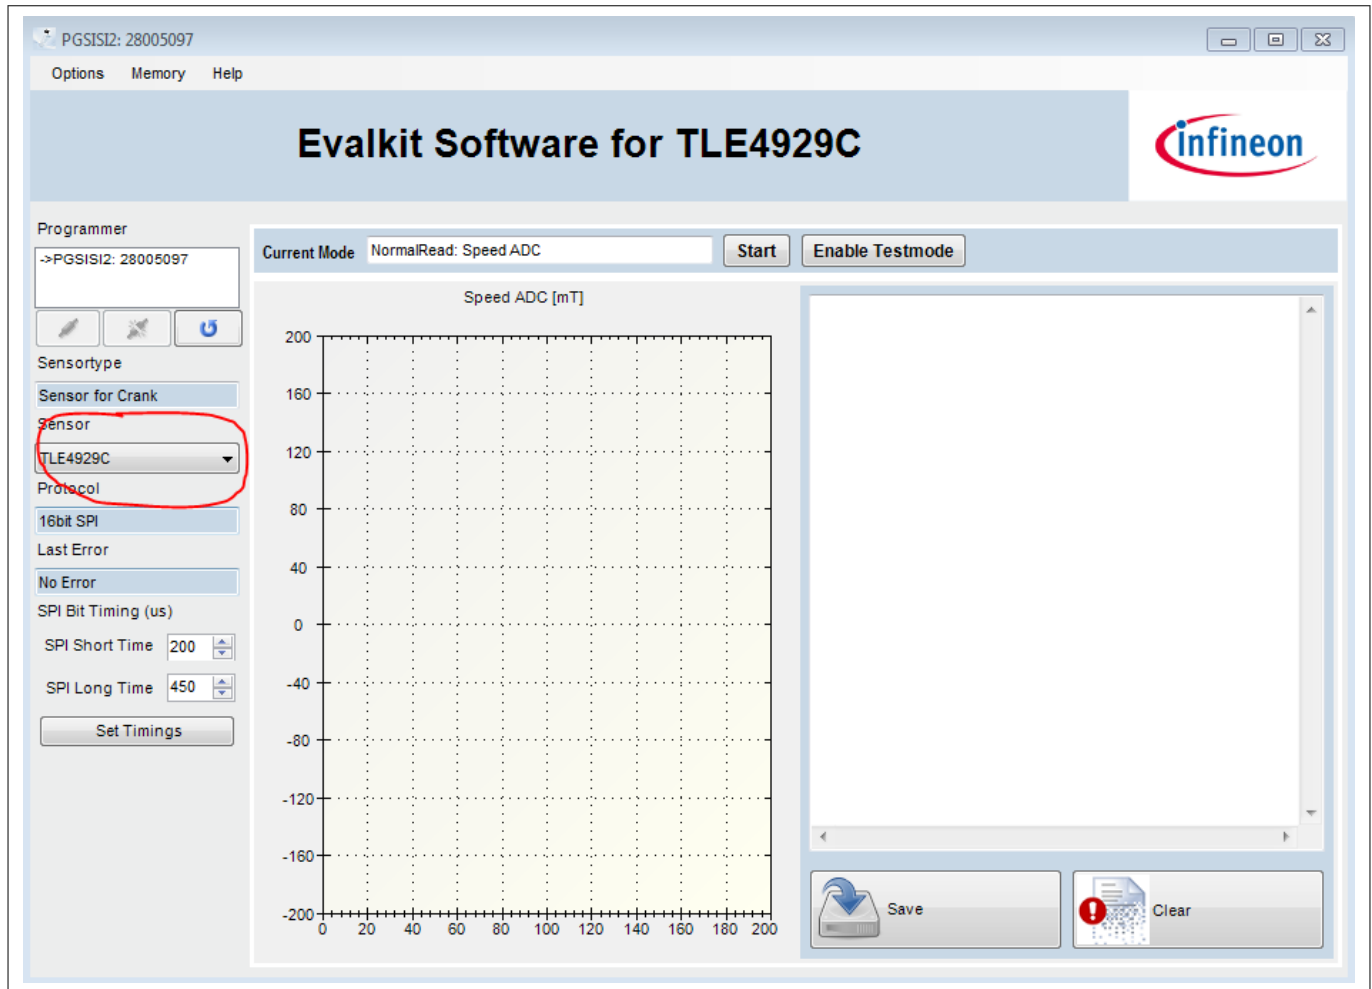 PGSISI2: 28005097
Options Memory Help
Evalkit Software for TLE4929C
infineon
Programmer
->PGSISI2: 28005097
Current Mode NormalRead: Speed ADC Start Enable Testmode
Sensortype
Sensor for Crank
Sensor
TLE4929C
Protocol
16bit SPI
Last Error
No Error
SPI Bit Timing (us)
SPI Short Time 200
SPI Long Time 450
Set Timings
Speed ADC [mT]
200
160
120
80
40
0
-40
-80
-120
-160
-200
0 20 40 60 80 100 120 140 160 180 200
Save
Clear